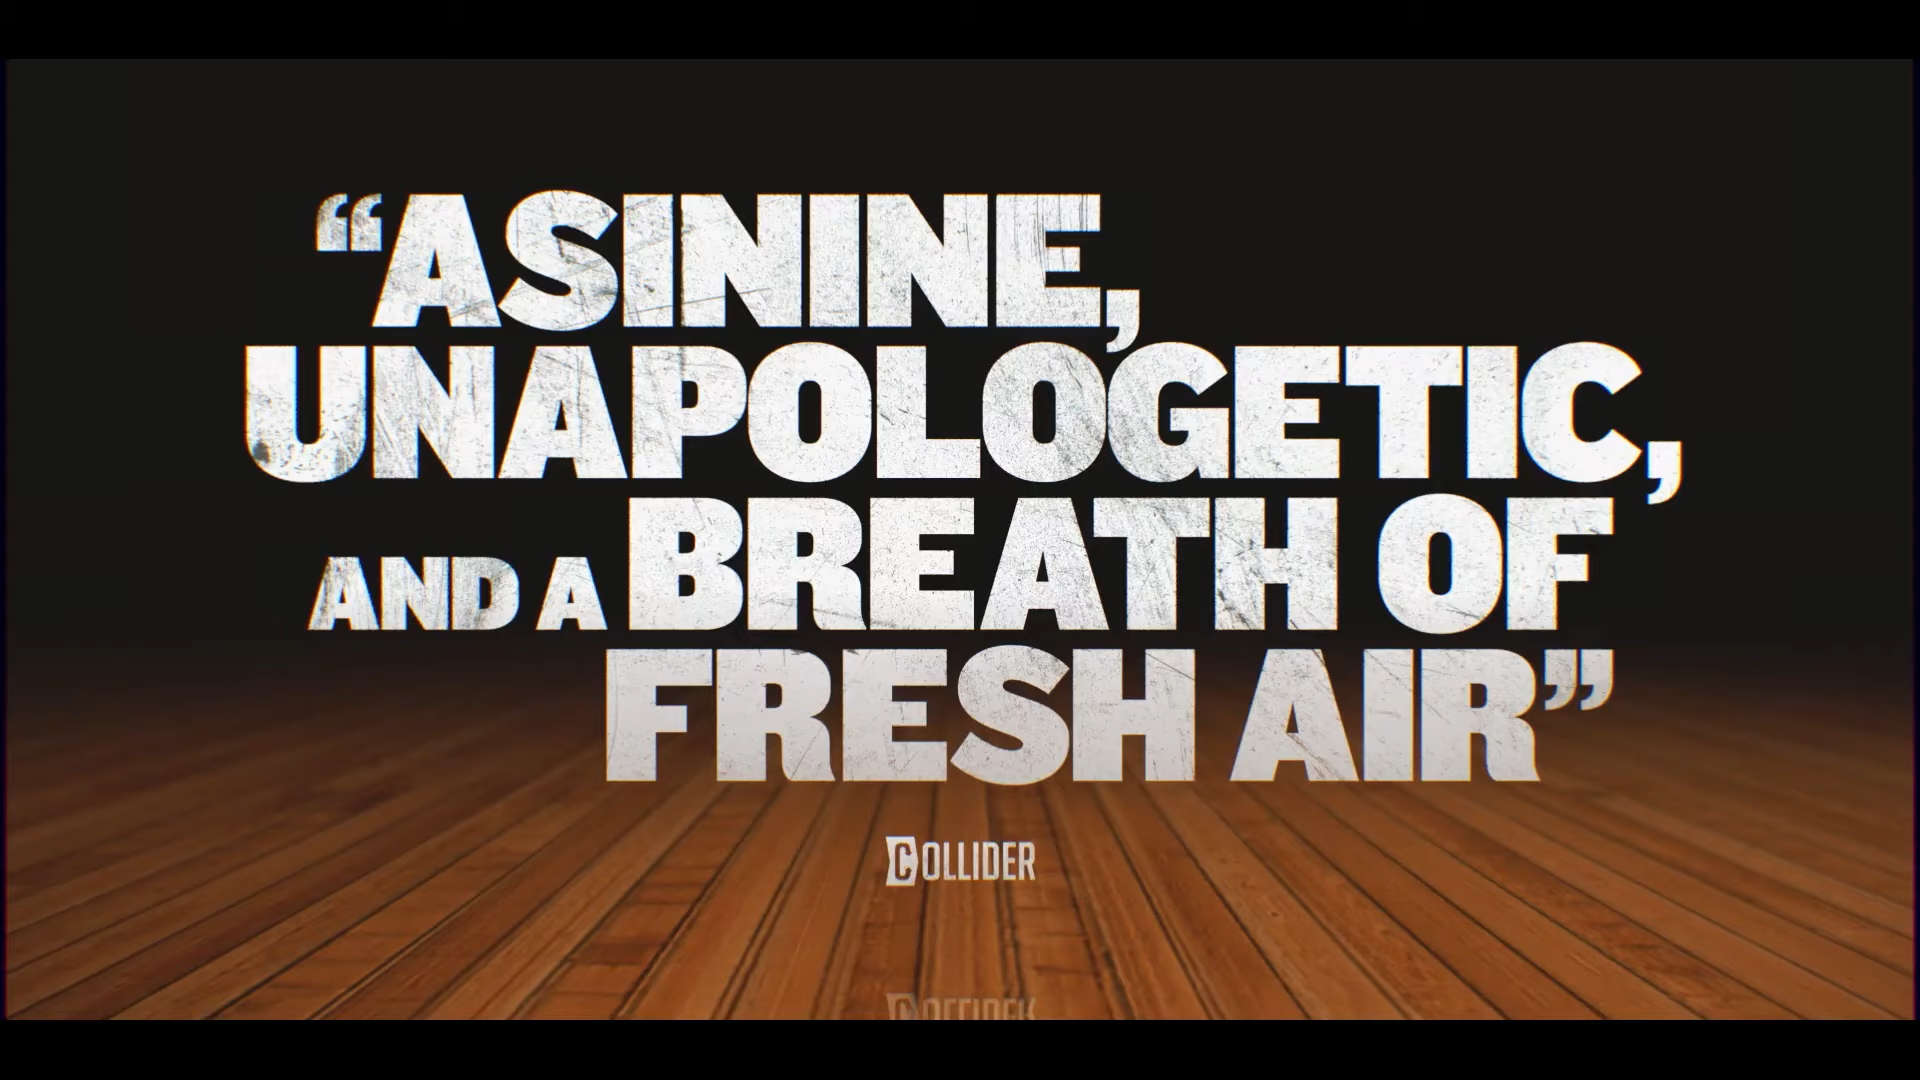 “ASININE,
UNAPOLOGETIC,
AND A BREATH OF
FRESH AIR”
COLLIDER